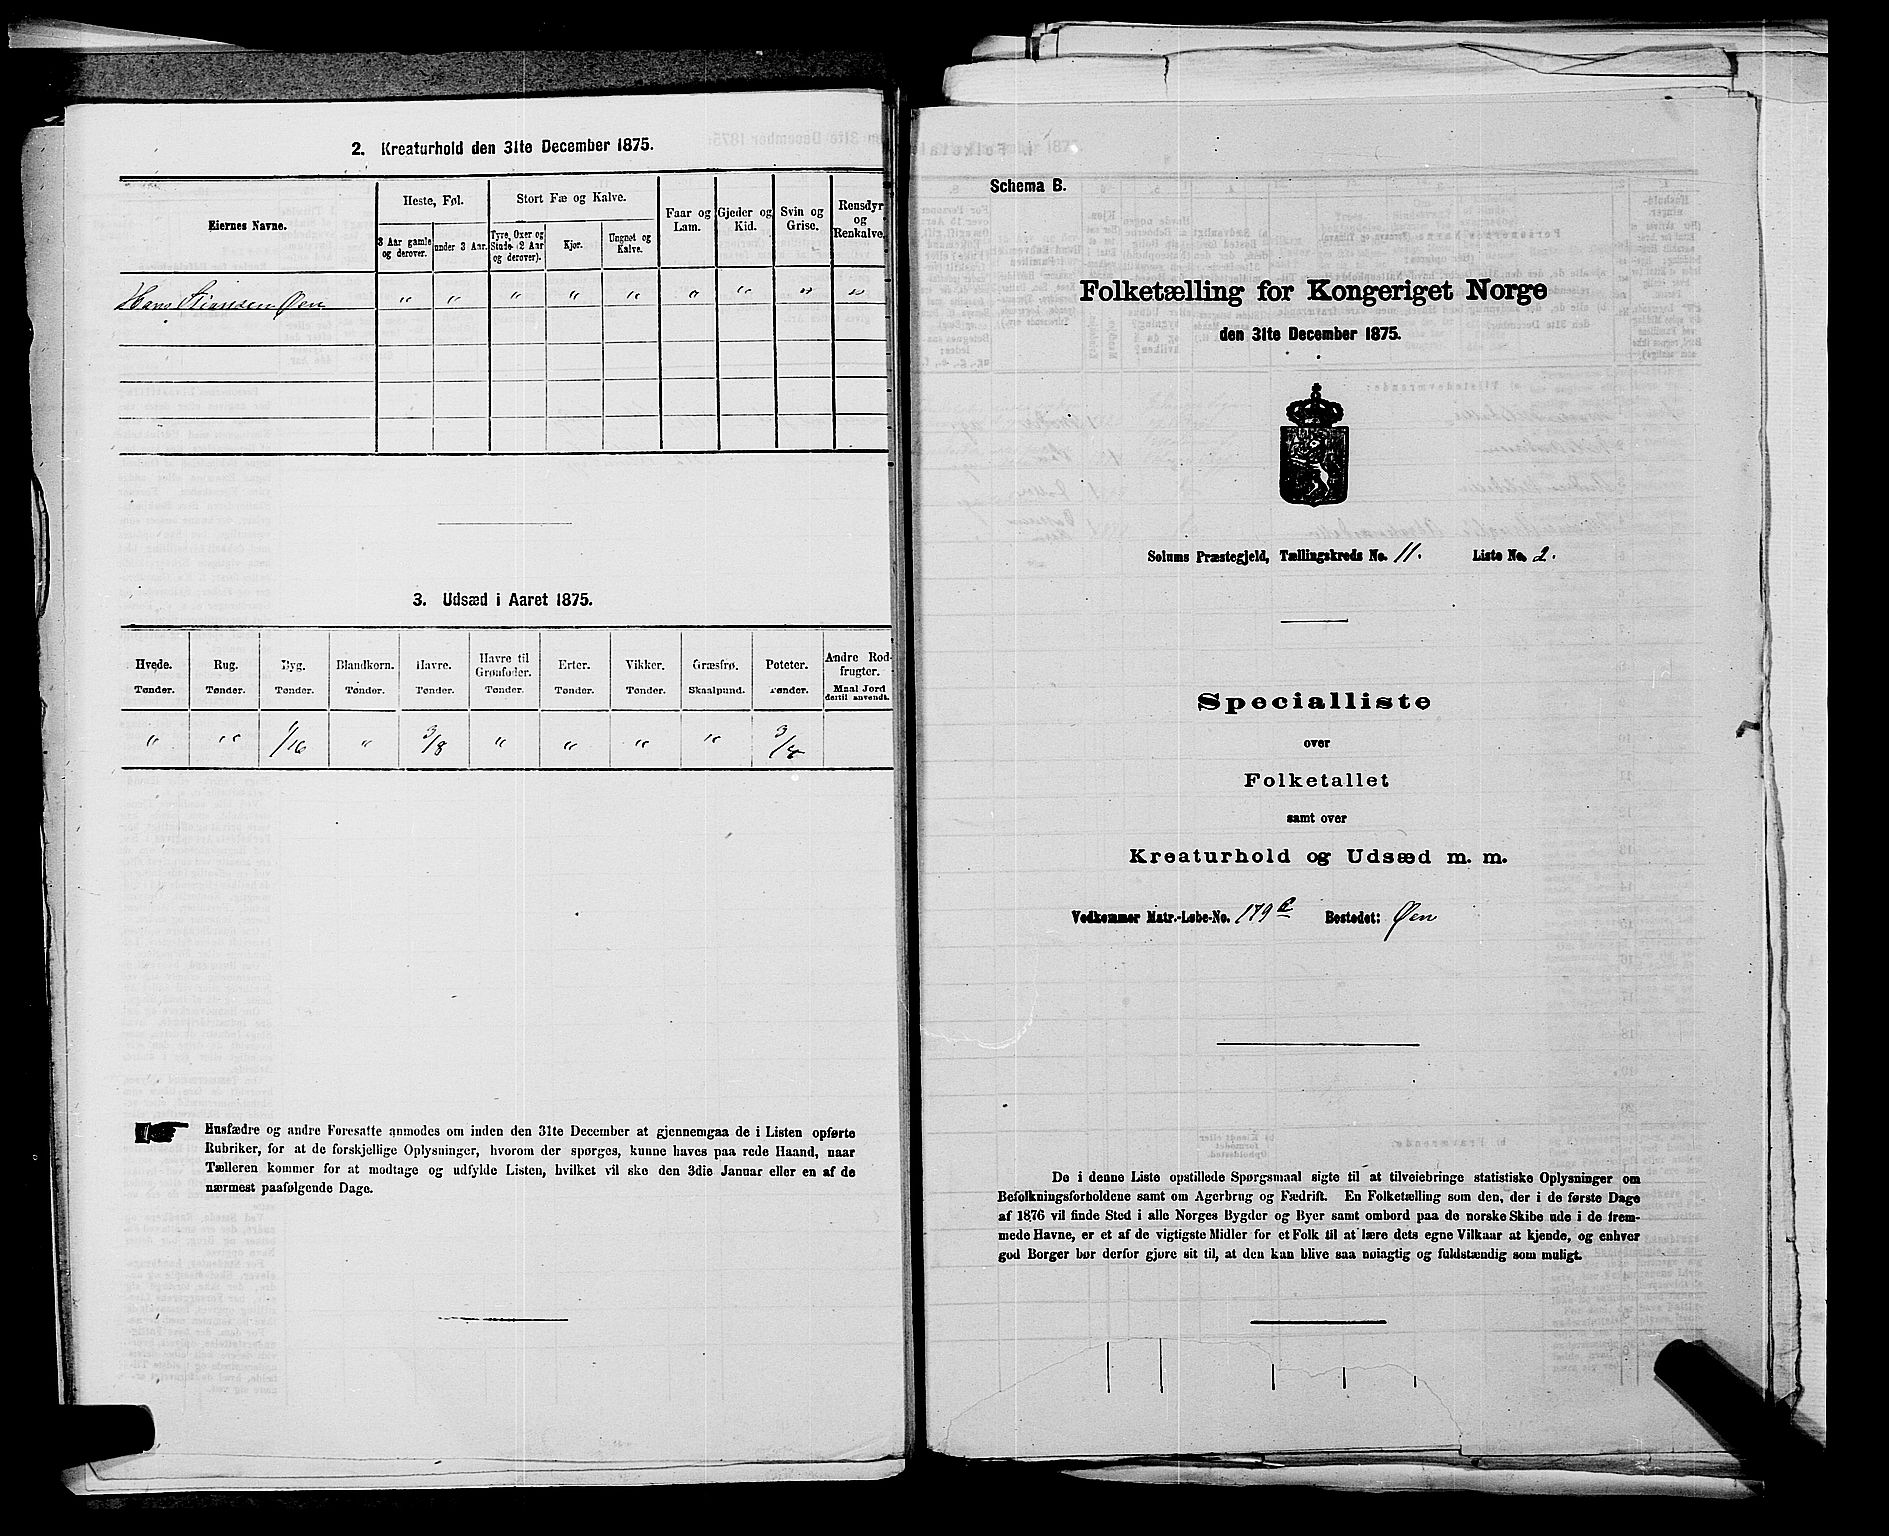 2. Kreaturhold den 31te December 1875.
Eiernes Navne.
Heste, Føl.
3 Aar gamle og derover.
under 3 Aar.
Stort Fæ og Kalve.
Tyre, Oxer og Stude (2 Aar og derover).
Kjør.
Ungnøt og Kalve.
Faar og Lam.
Gjeder og Kid.
Svin og Grise.
Rensdyr og Renkalve.
Hans Øen " " " " " " " " "
3. Udsæd i Aaret 1875.
Hvede. Rug. Byg. Blandkorn. Havre. Havre til Grønfoder. Erter. Vikker. Græsfrø. Poteter. Andre Rodfrugter.
Tønder. Tønder. Tønder. Tønder. Tønder. Tønder. Tønder. Tønder. Skaalpund. Tønder. Maal Jord dertil anvendt.
" " 1/16 " 3/8 " " " " 3/4
Husfædre og andre Foresatte anmodes om inden den 31te December at gjennemgaa de i Listen opførte
Rubriker, for at de forskjellige Oplysninger, hvorom der spørges, kunne haves paa rede Haand, naar
Tælleren kommer for at modtage og udfylde Listen, hvilket vil ske den 3die Januar eller en af de
nærmest paafølgende Dage.
Schema B.
Folketælling for Kongeriget Norge
den 31te December 1875.
Solums Præstegjeld, Tællingskreds No. 11. Liste No. 2.
Specialliste
over
Folketallet
samt over
Kreaturhold og Udsæd m. m.
Vedkommer Matr.-Løbe-No. 179c Bostedet: Øen
De i denne Liste opstillede Spørgsmaal sigte til at tilveiebringe statistiske Oplysninger om
Befolkningsforholdene samt om Agerbrug og Fædrift. En Folketælling som den, der i de første Dage
af 1876 vil finde Sted i alle Norges Bygder og Byer samt ombord paa de norske Skibe ude i de frem-
mede Havne, er et af de vigtigste Midler for et Folk til at lære dets egne Vilkaar at kjende, og enhver
god Borger bør derfor gjøre sit til, at den kan blive saa nøiagtig og fuldstændig som muligt.